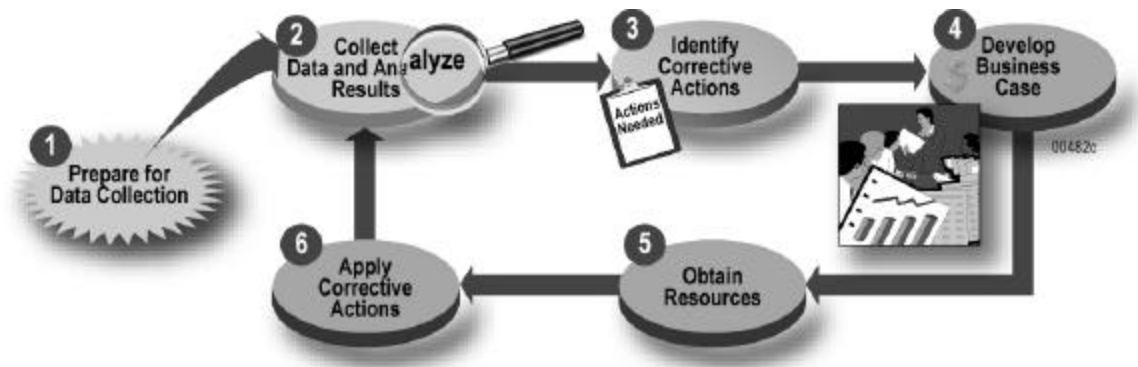 1
Prepare for
Data Collection
2
Collect
Data and Ana alyze
Results
3
Identify
Corrective
Actions
Actions
Needed
4
$
Develop
Business
Case
00482c
5
Obtain
Resources
6
Apply
Corrective
Actions